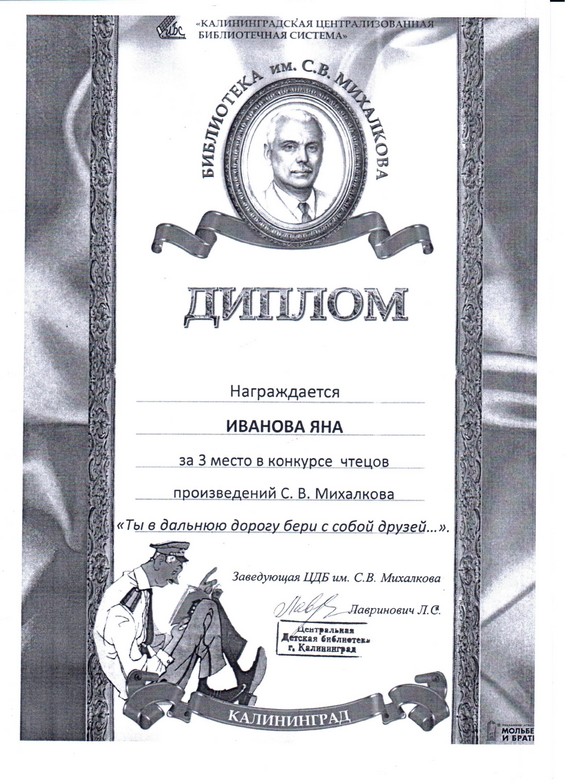 «КАЛИНИНГРАДСКАЯ ЦЕНТРАЛИЗОВАННАЯ
БИБЛИОТЕЧНАЯ СИСТЕМА»
БИБЛИОТЕКА им. С.В. МИХАЛКОВА
ДИПЛОМ
Награждается
ИВАНОВА ЯНА
за 3 место в конкурсе чтецов
произведений С. В. Михалкова
«Ты в дальнюю дорогу бери с собой друзей...».
Заведующая ЦДБ им. С.В. Михалкова
Лавринович Л.С.
Центральная
Детская библиотека
г. Калининград
КАЛИНИНГРАД
МОЛЬБЕ
И БРАТ